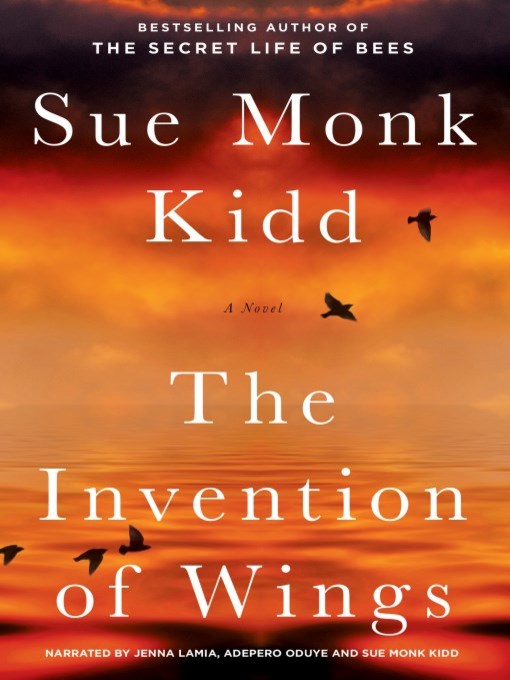 BESTSELLING AUTHOR OF
THE SECRET LIFE OF BEES
Sue Monk
Kidd
A Novel
The
Invention
of Wings
NARRATED BY JENNA LAMIA, ADEPERO ODUYE AND SUE MONK KIDD